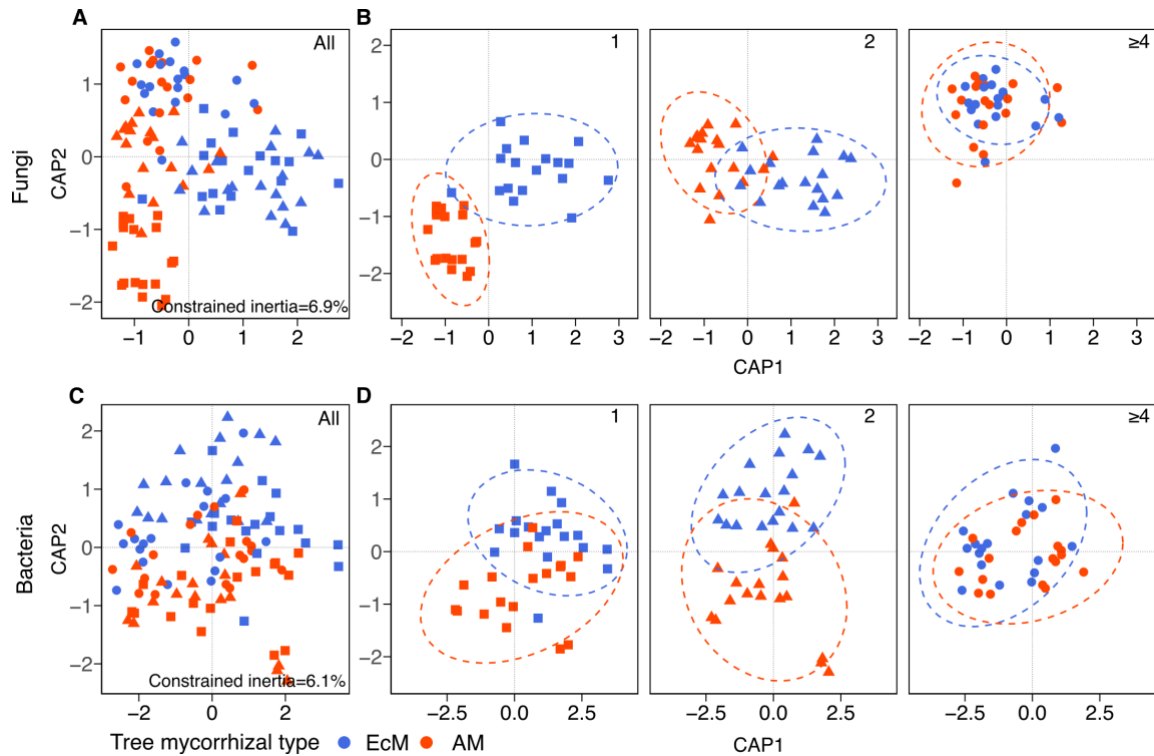 A
B
All
1
2
≥4
Fungi
CAP2
1
0
−1
−2
2
1
0
−1
−2
Constrained inertia=6.9%
−1 0 1 2
−2 −1 0 1 2 3
−2 −1 0 1 2 3
−2 −1 0 1 2 3
CAP1
C
D
All
1
2
≥4
Bacteria
CAP2
2
1
0
−1
−2
2
1
0
−1
−2
Constrained inertia=6.1%
−2 0 2
−2.5 0.0 2.5
−2.5 0.0 2.5
−2.5 0.0 2.5
Tree mycorrhizal type EcM AM
CAP1